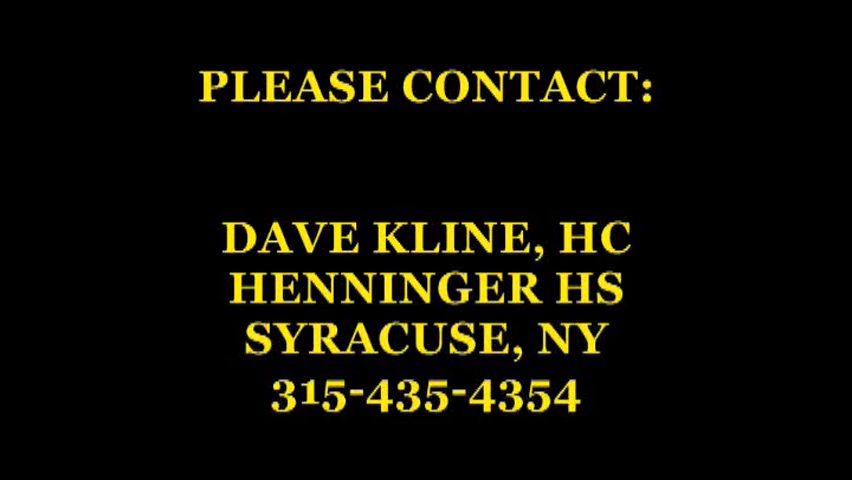 PLEASE CONTACT:
DAVE KLINE, HC
HENNINGER HS
SYRACUSE, NY
315-435-4354